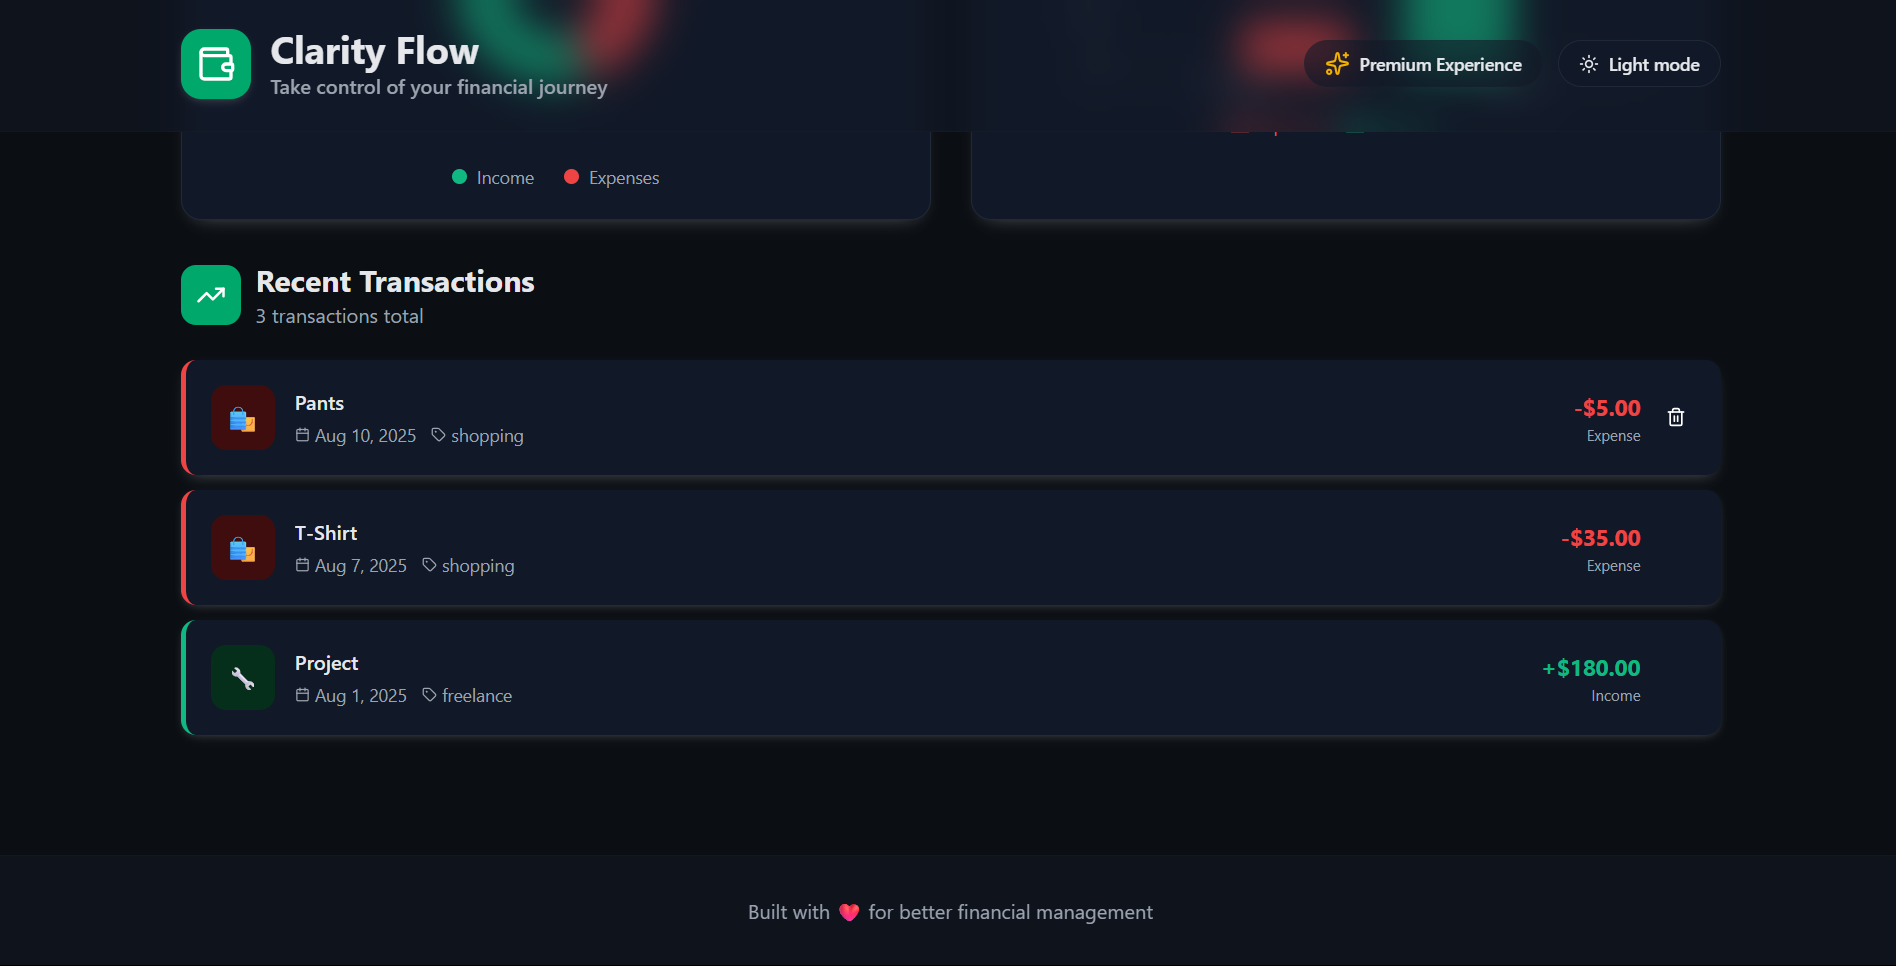 Clarity Flow
Take control of your financial journey
Premium Experience
Light mode
Income
Expenses
Recent Transactions
3 transactions total
Pants
Aug 10, 2025
shopping
-$5.00
Expense
T-Shirt
Aug 7, 2025
shopping
-$35.00
Expense
Project
Aug 1, 2025
freelance
+$180.00
Income
Built with ❤️ for better financial management